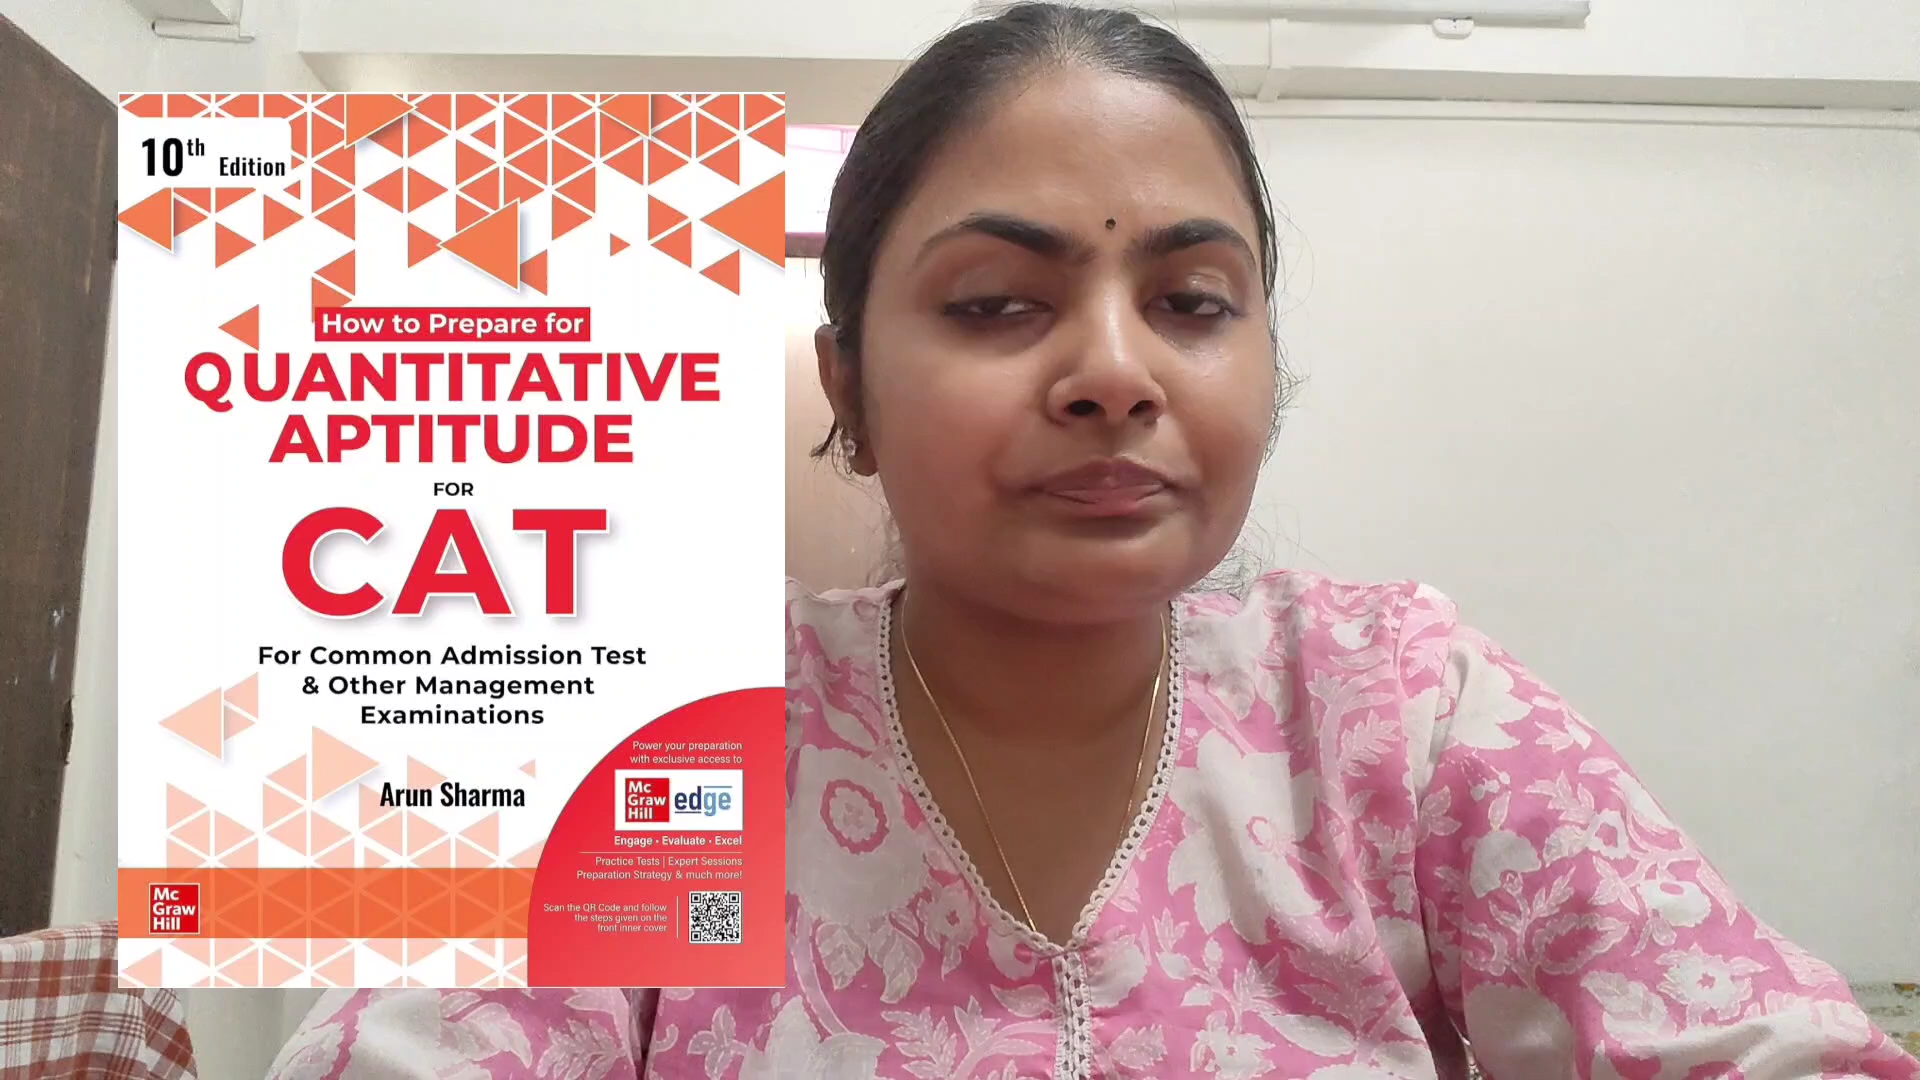 10th Edition
How to Prepare for
QUANTITATIVE
APTITUDE
FOR
CAT
For Common Admission Test
& Other Management
Examinations
Arun Sharma
Power your preparation
with exclusive access to
Mc
Graw
Hill
edge
Engage • Evaluate • Excel
Practice Tests | Expert Sessions
Preparation Strategy & much more!
Scan the QR Code and follow
the steps given on the
front inner cover
Mc
Graw
Hill